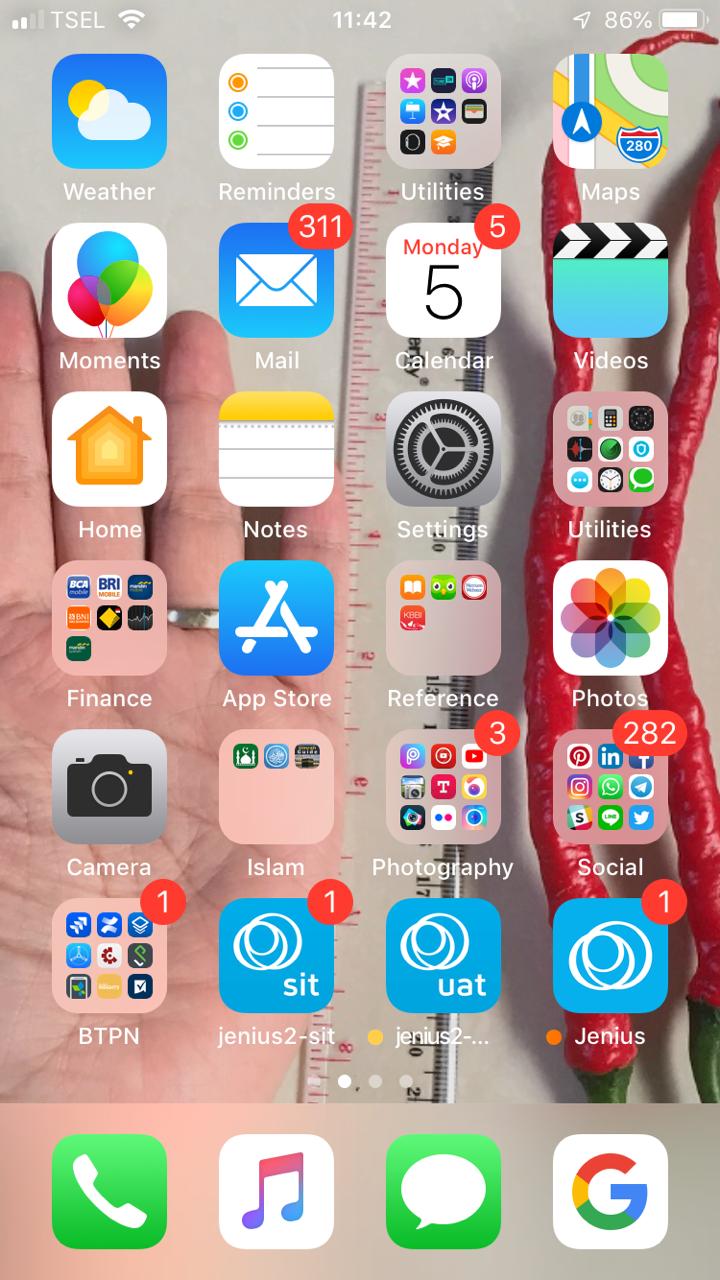 TSEL 11:42 86%
280
Weather Reminders Utilities Maps
311 5
Monday
5
Moments Mail Calendar Videos
Home Notes Settings Utilities
BCA mobile BRI MOBILE
BNI
KBBI
Finance App Store Reference Photos
3 282
Camera Islam Photography Social
1 1 1
sit uat
BTPN jenius2-sit jenius2-... Jenius